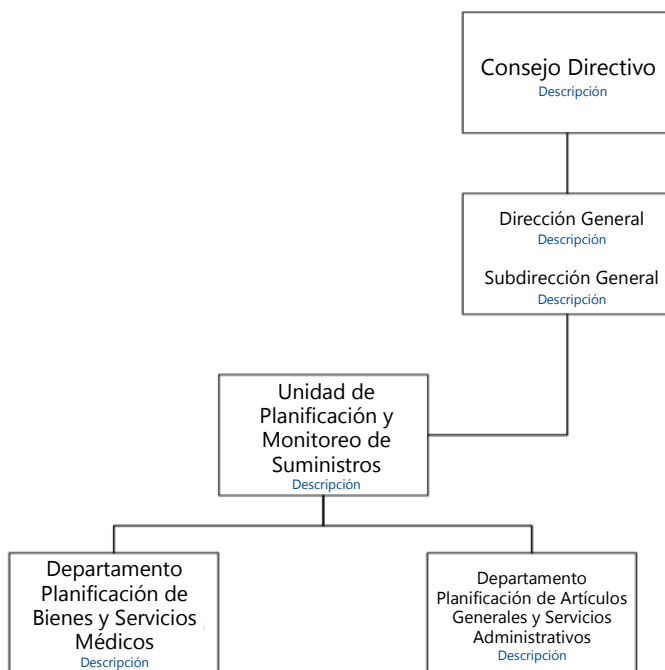 Consejo Directivo
Descripción
Dirección General
Descripción
Subdirección General
Descripción
Unidad de
Planificación y
Monitoreo de
Suministros
Descripción
Departamento
Planificación de
Bienes y Servicios
Médicos
Descripción
Departamento
Planificación de Artículos
Generales y Servicios
Administrativos
Descripción